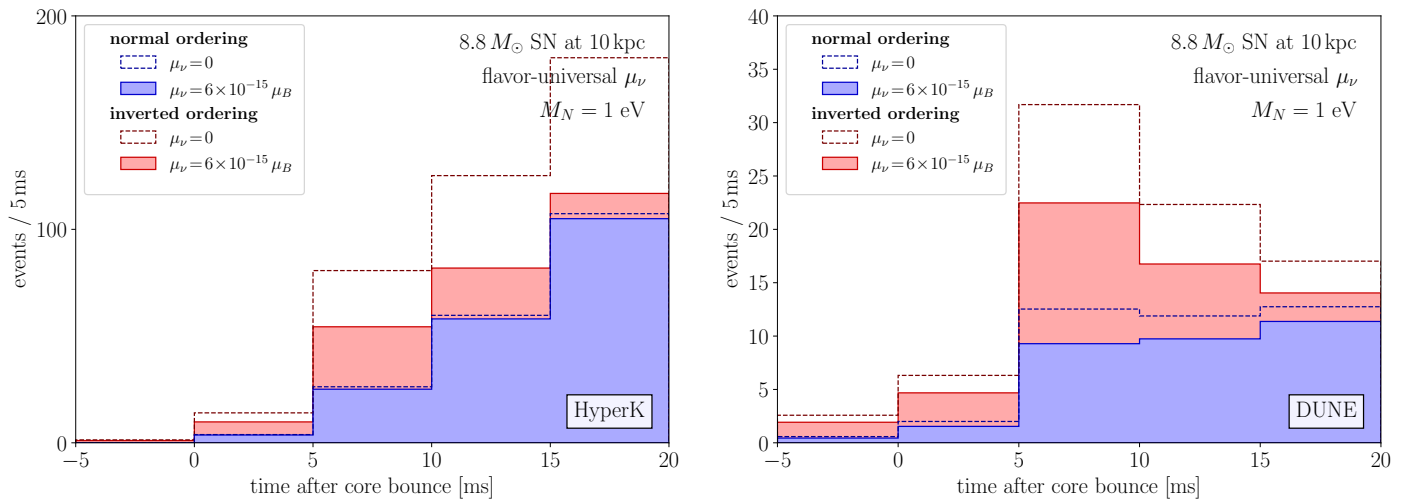 200
100
0
−5
0
5
10
15
20
events / 5 ms
time after core bounce [ms]
normal ordering
μν = 0
μν = 6×10⁻¹⁵ μB
inverted ordering
μν = 0
μν = 6×10⁻¹⁵ μB
8.8 M⊙ SN at 10 kpc
flavor-universal μν
MN = 1 eV
HyperK
40
35
30
25
20
15
10
5
0
−5
0
5
10
15
20
events / 5 ms
time after core bounce [ms]
normal ordering
μν = 0
μν = 6×10⁻¹⁵ μB
inverted ordering
μν = 0
μν = 6×10⁻¹⁵ μB
8.8 M⊙ SN at 10 kpc
flavor-universal μν
MN = 1 eV
DUNE